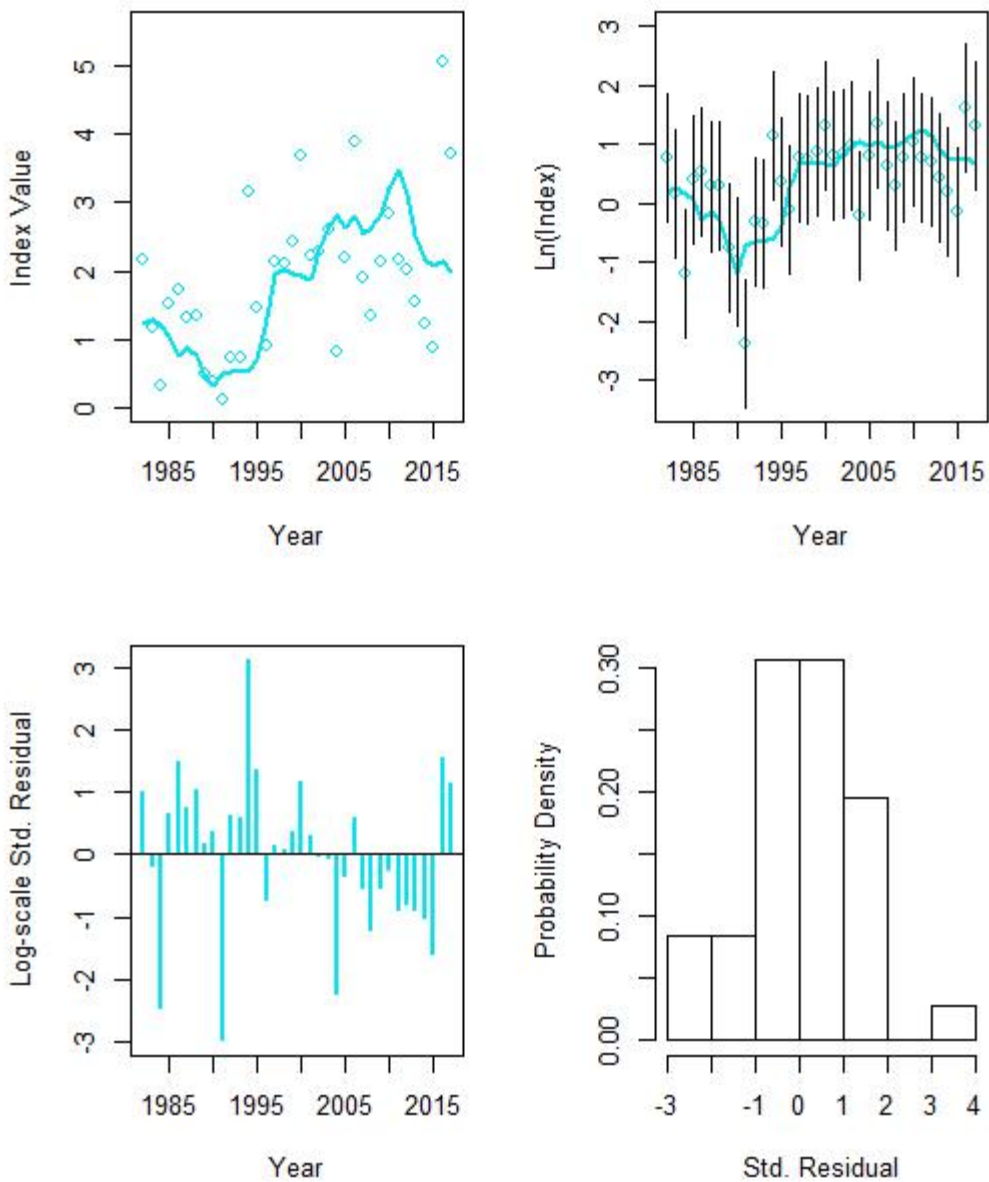 Index Value
5
4
3
2
1
0
1985 1995 2005 2015
Year
Ln(Index)
3
2
1
0
-1
-2
-3
1985 1995 2005 2015
Year
Log-scale Std. Residual
3
2
1
0
-1
-2
-3
1985 1995 2005 2015
Year
Probability Density
0.30
0.20
0.10
0.00
-3 -1 0 1 2 3 4
Std. Residual